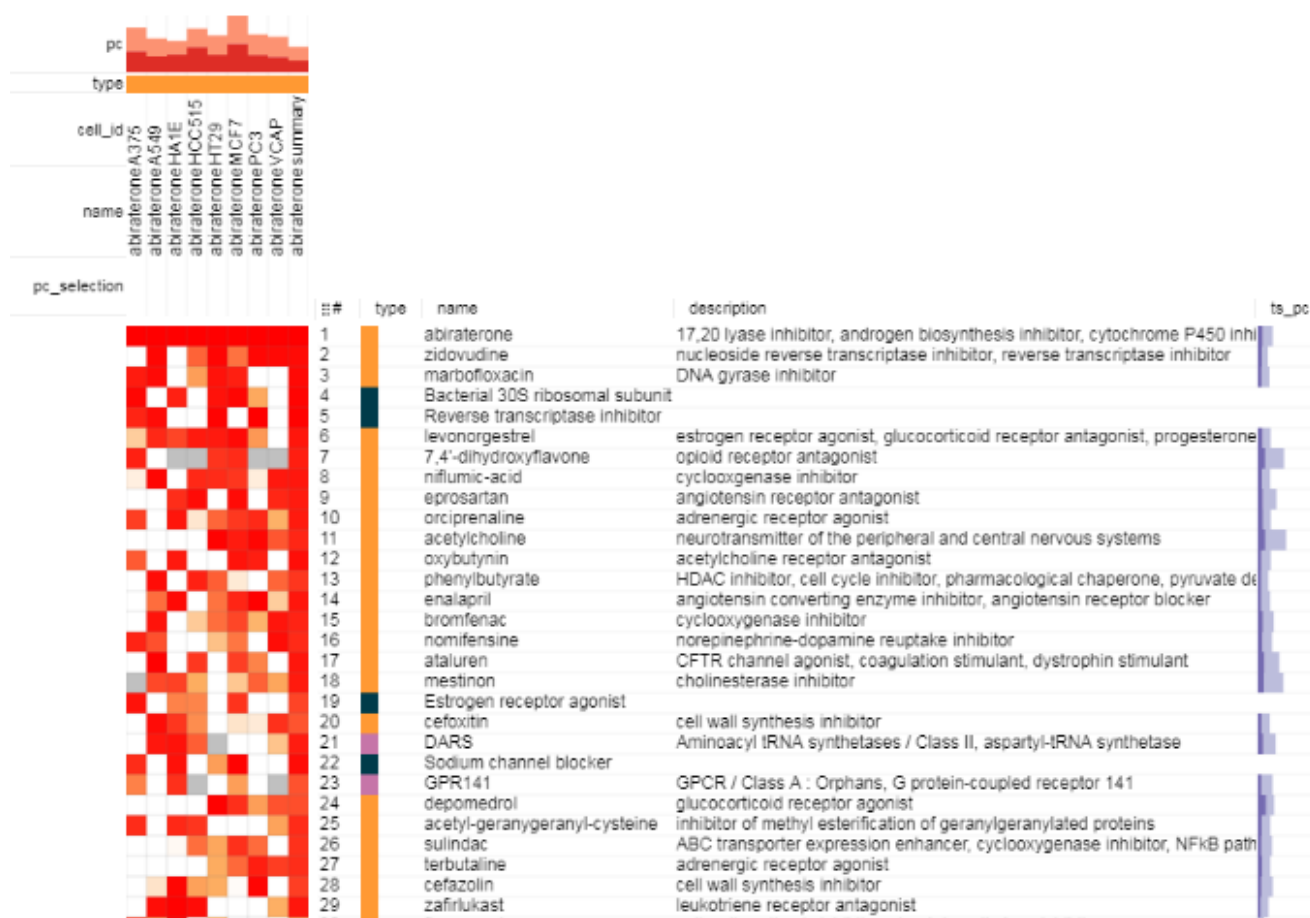 pc
type
cell_id
name
pc_selection
abirateroneA375
abirateroneA549
abirateroneHA1E
abirateroneHCC515
abirateroneHT29
abirateroneMCF7
abirateronePC3
abirateroneVCAP
abirateronesummary
# type name description ts_pc
1 abiraterone 17,20 lyase inhibitor, androgen biosynthesis inhibitor, cytochrome P450 inhi
2 zidovudine nucleoside reverse transcriptase inhibitor, reverse transcriptase inhibitor
3 marbofloxacin DNA gyrase inhibitor
4 Bacterial 30S ribosomal subunit
5 Reverse transcriptase inhibitor
6 levonorgestrel estrogen receptor agonist, glucocorticoid receptor antagonist, progesterone
7 7,4'-dihydroxyflavone opioid receptor antagonist
8 niflumic-acid cyclooxgenase inhibitor
9 eprosartan angiotensin receptor antagonist
10 orciprenaline adrenergic receptor agonist
11 acetylcholine neurotransmitter of the peripheral and central nervous systems
12 oxybutynin acetylcholine receptor antagonist
13 phenylbutyrate HDAC inhibitor, cell cycle inhibitor, pharmacological chaperone, pyruvate de
14 enalapril angiotensin converting enzyme inhibitor, angiotensin receptor blocker
15 bromfenac cyclooxygenase inhibitor
16 nomifensine norepinephrine-dopamine reuptake inhibitor
17 ataluren CFTR channel agonist, coagulation stimulant, dystrophin stimulant
18 mestinon cholinesterase inhibitor
19 Estrogen receptor agonist
20 cefoxitin cell wall synthesis inhibitor
21 DARS Aminoacyl tRNA synthetases / Class II, aspartyl-tRNA synthetase
22 Sodium channel blocker
23 GPR141 GPCR / Class A : Orphans, G protein-coupled receptor 141
24 depomedrol glucocorticoid receptor agonist
25 acetyl-geranygeranyl-cysteine inhibitor of methyl esterification of geranylgeranylated proteins
26 sulindac ABC transporter expression enhancer, cyclooxygenase inhibitor, NFkB path
27 terbutaline adrenergic receptor agonist
28 cefazolin cell wall synthesis inhibitor
29 zafirlukast leukotriene receptor antagonist